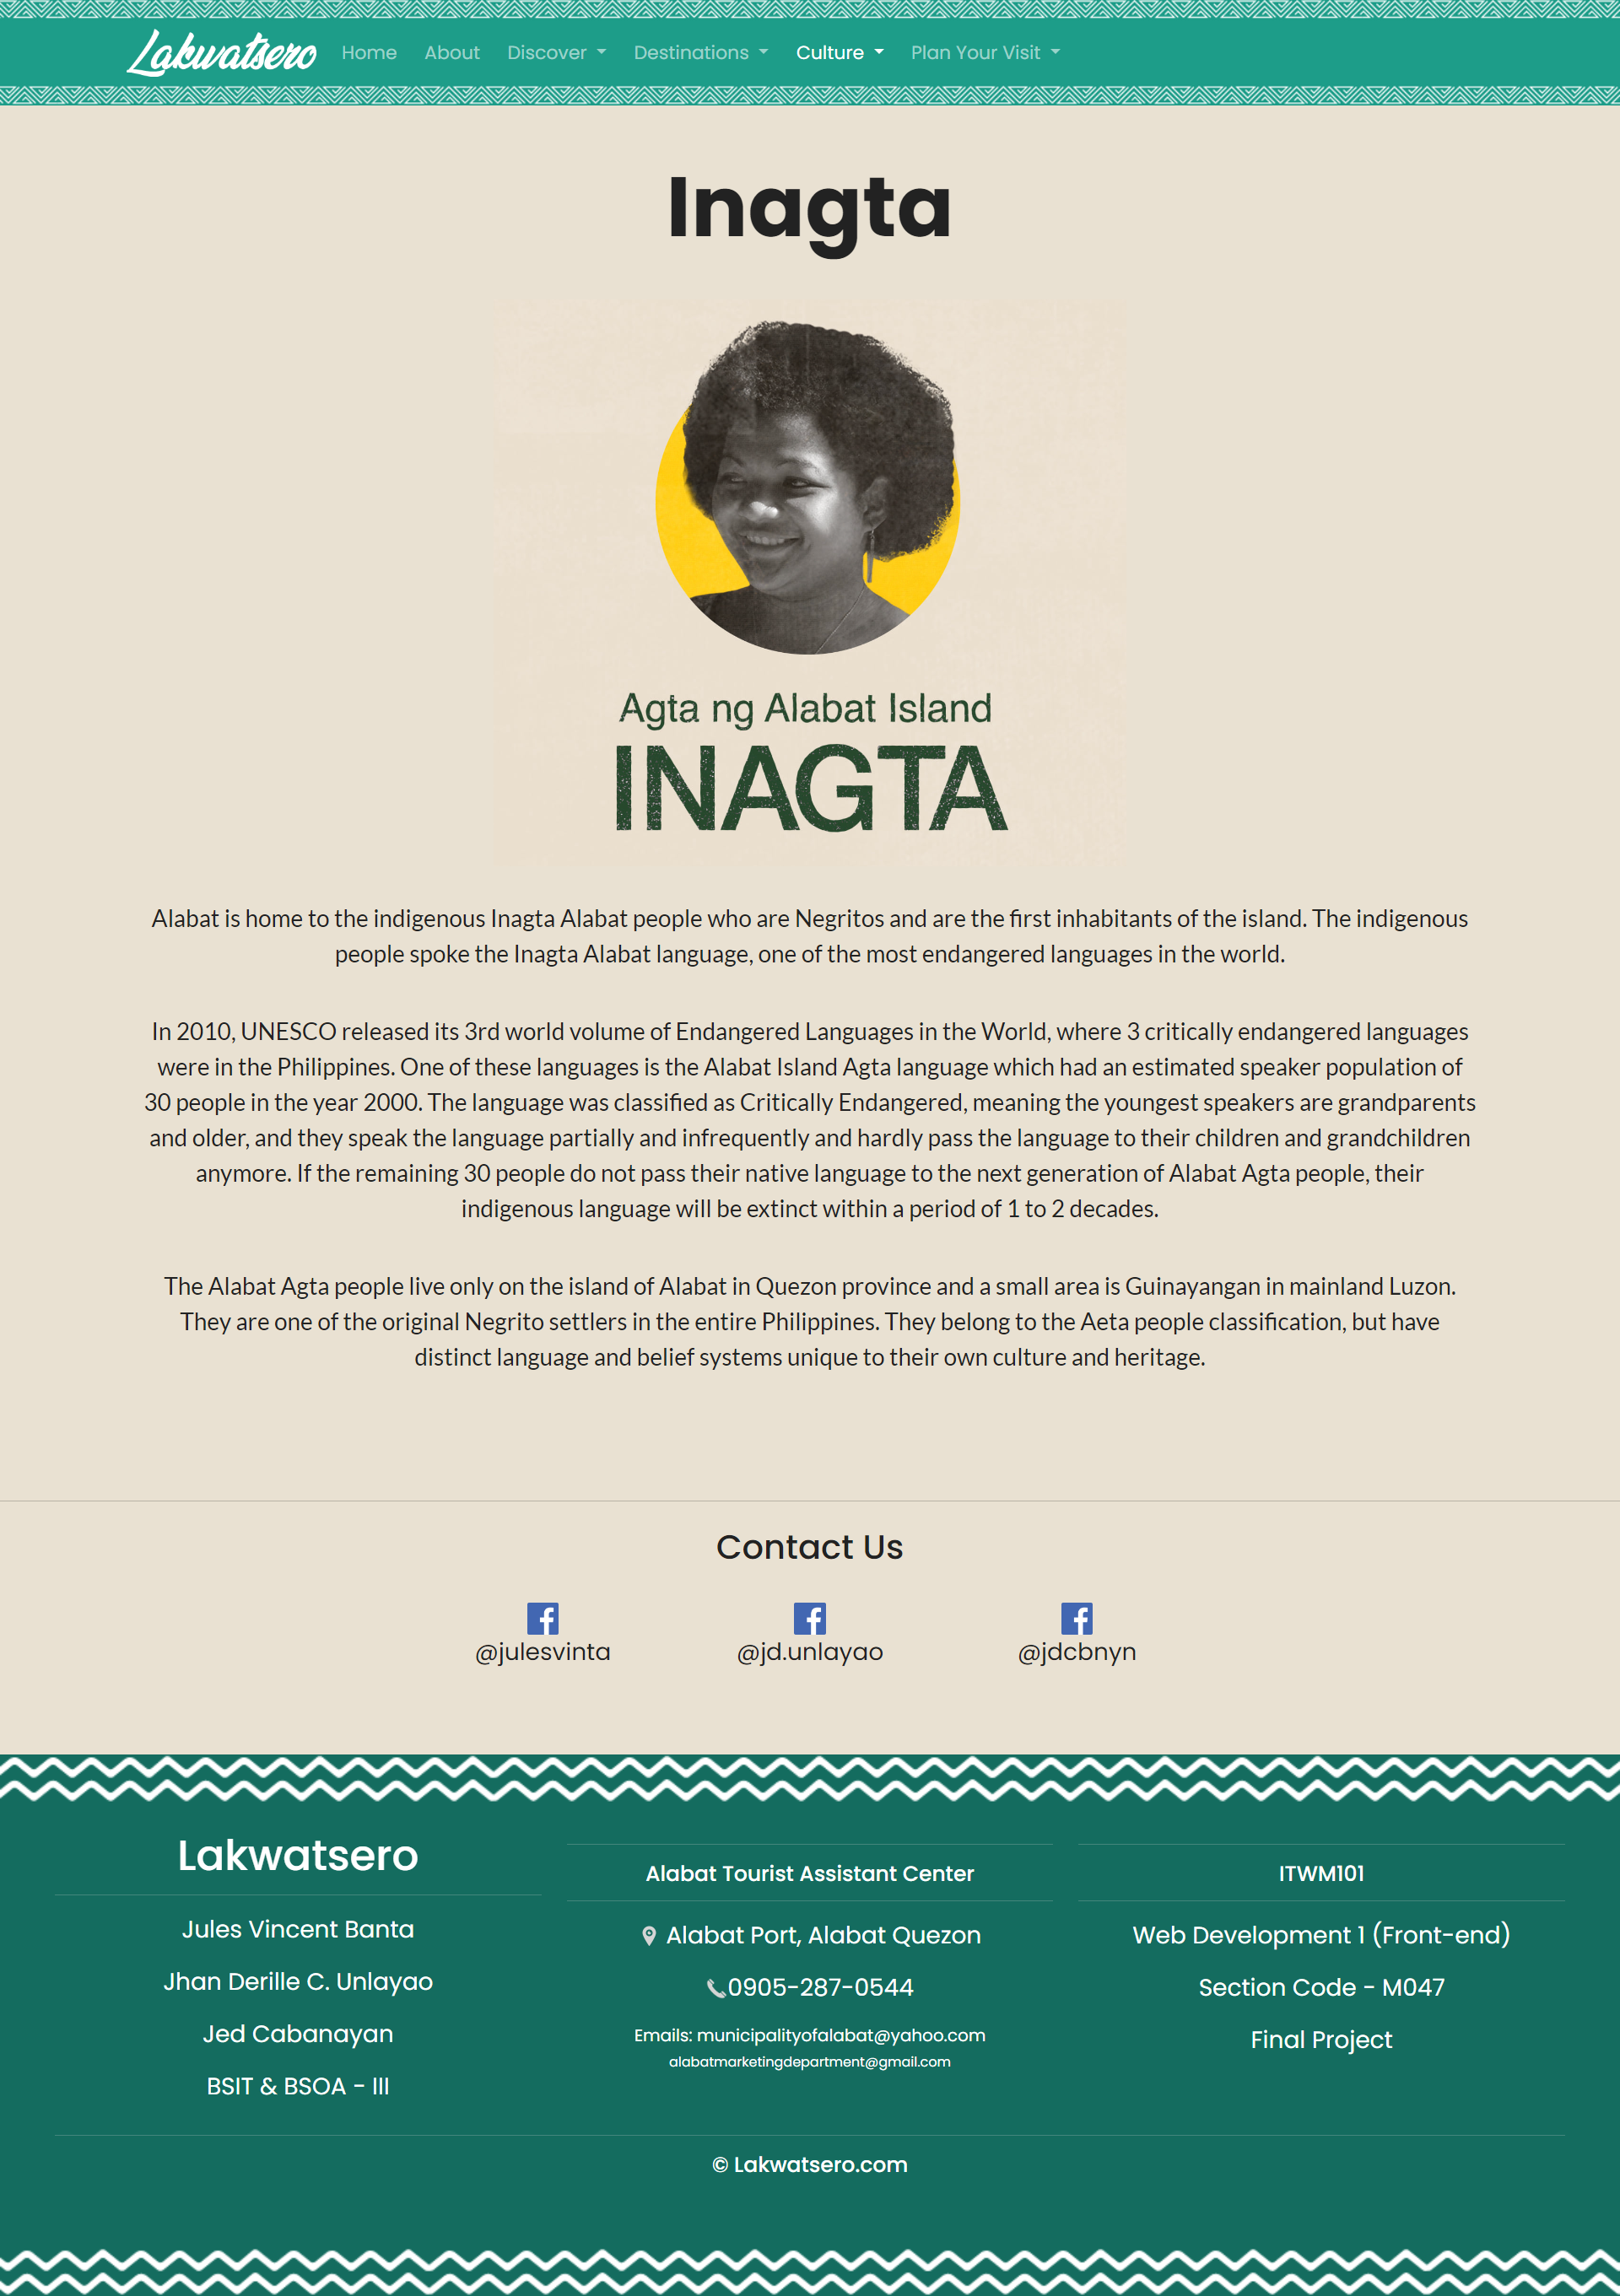 Lakwatsero
Home About Discover Destinations Culture Plan Your Visit
Inagta
Agta ng Alabat Island
INAGTA
Alabat is home to the indigenous Inagta Alabat people who are Negritos and are the first inhabitants of the island. The indigenous
people spoke the Inagta Alabat language, one of the most endangered languages in the world.
In 2010, UNESCO released its 3rd world volume of Endangered Languages in the World, where 3 critically endangered languages
were in the Philippines. One of these languages is the Alabat Island Agta language which had an estimated speaker population of
30 people in the year 2000. The language was classified as Critically Endangered, meaning the youngest speakers are grandparents
and older, and they speak the language partially and infrequently and hardly pass the language to their children and grandchildren
anymore. If the remaining 30 people do not pass their native language to the next generation of Alabat Agta people, their
indigenous language will be extinct within a period of 1 to 2 decades.
The Alabat Agta people live only on the island of Alabat in Quezon province and a small area is Guinayangan in mainland Luzon.
They are one of the original Negrito settlers in the entire Philippines. They belong to the Aeta people classification, but have
distinct language and belief systems unique to their own culture and heritage.
Contact Us
@julesvinta @jd.unlayao @jdcbnyn
Lakwatsero
Jules Vincent Banta
Jhan Derille C. Unlayao
Jed Cabanayan
BSIT & BSOA - III
Alabat Tourist Assistant Center
Alabat Port, Alabat Quezon
0905-287-0544
Emails: municipalityofalabat@yahoo.com
alabatmarketingdepartment@gmail.com
ITWM101
Web Development 1 (Front-end)
Section Code - M047
Final Project
© Lakwatsero.com